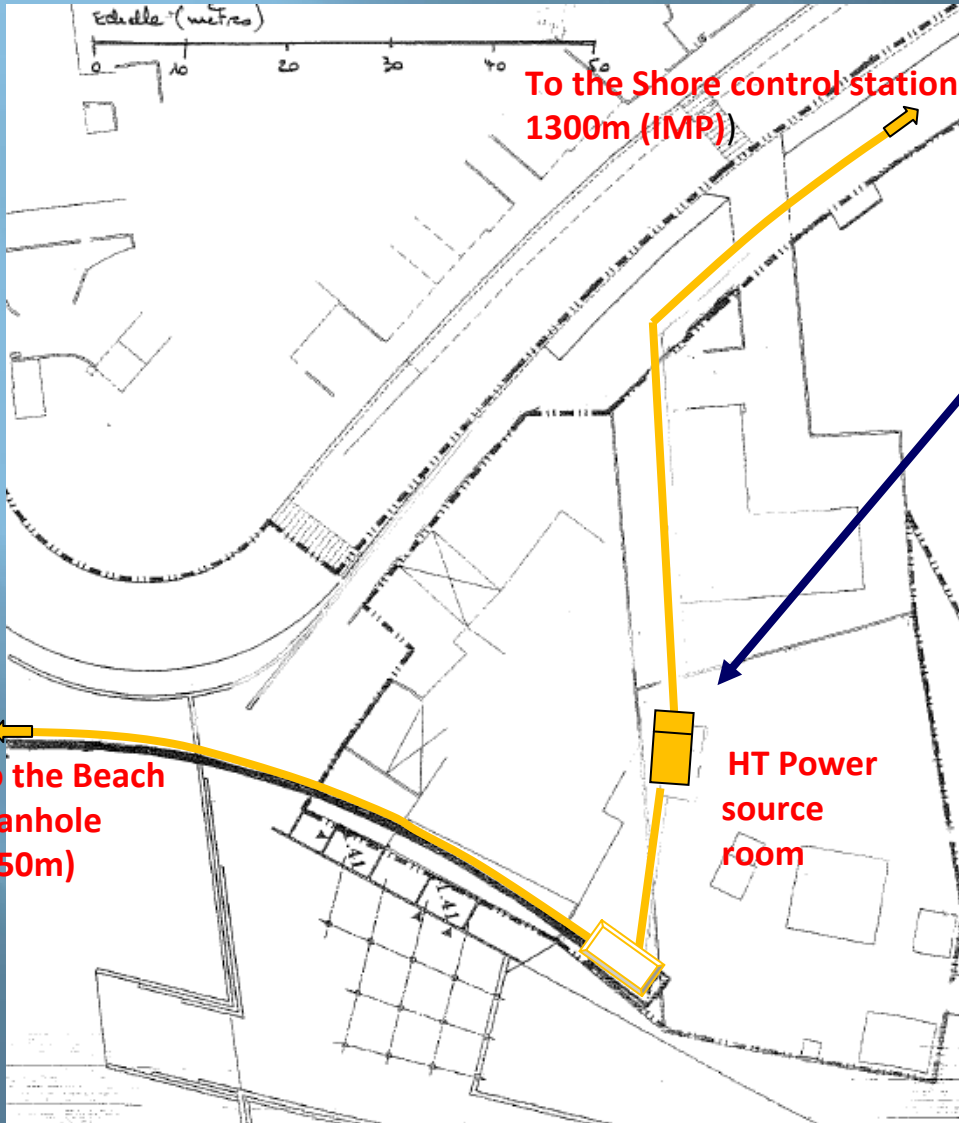 Echelle (mètres)
0 10 20 30 40 50
To the Shore control station
1300m (IMP))
the Beach
anhole
50m)
HT Power
source
room